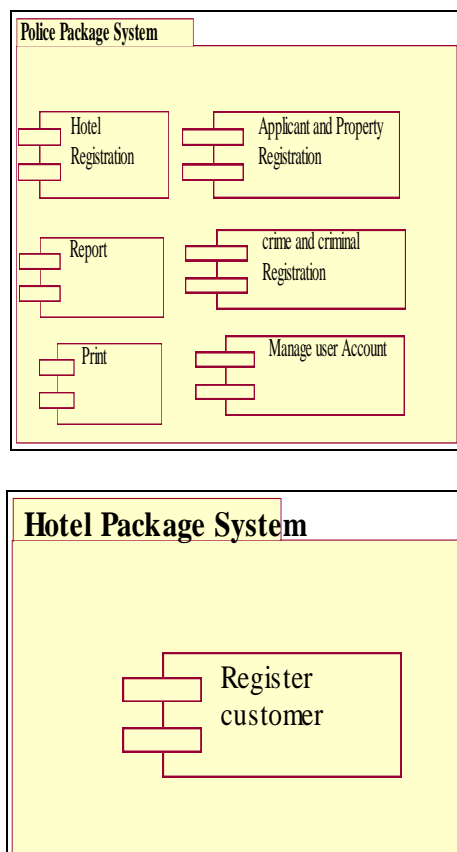 Police Package System
Hotel
Registration
Applicant and Property
Registration
Report
crime and criminal
Registration
Print
Manage user Account
Hotel Package System
Register
customer